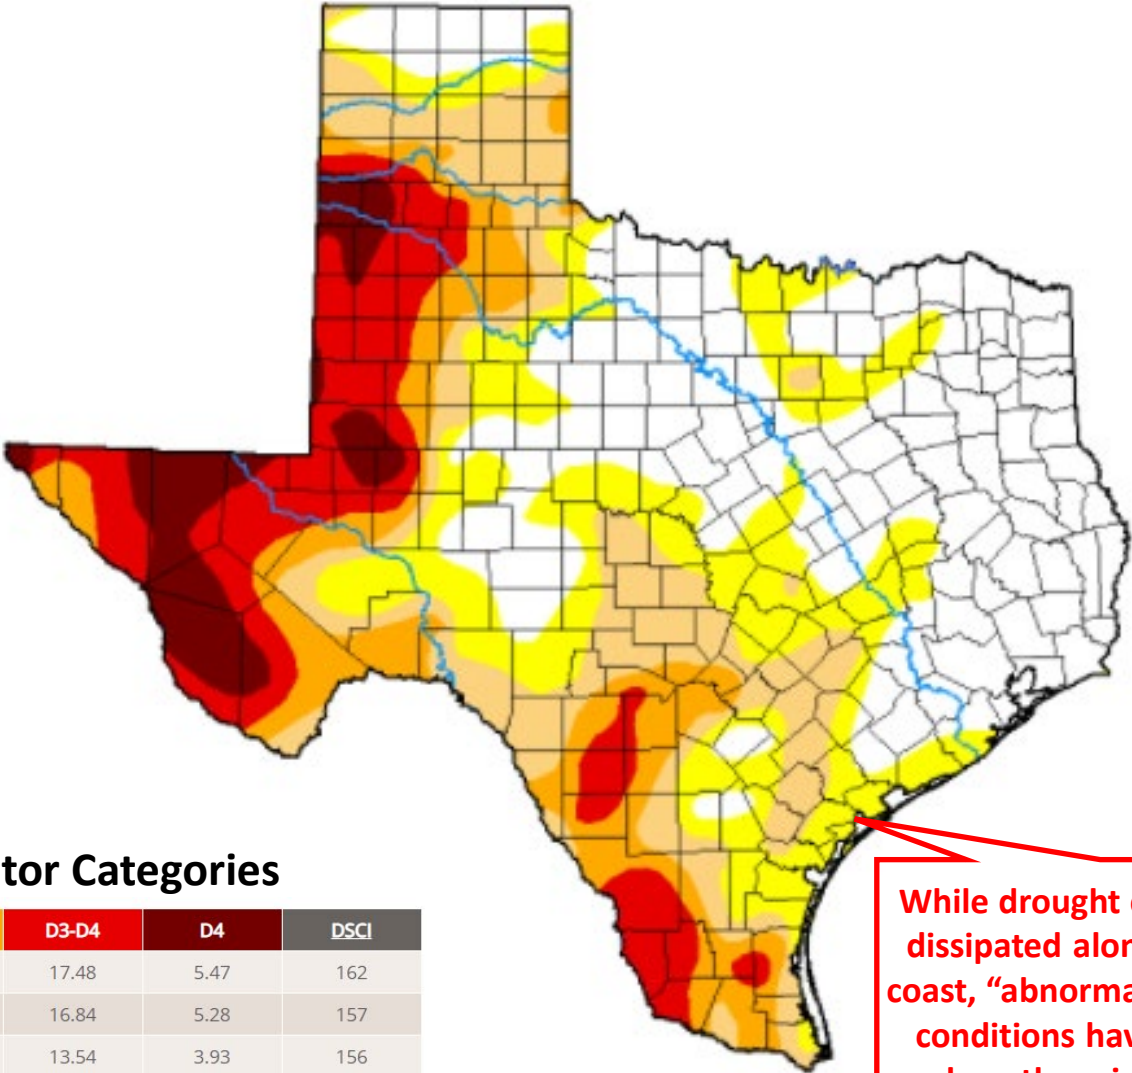 tor Categories
D3-D4 D4 DSCI
17.48 5.47 162
16.84 5.28 157
13.54 3.93 156
While drought
dissipated alon
coast, “abnorma
conditions hav